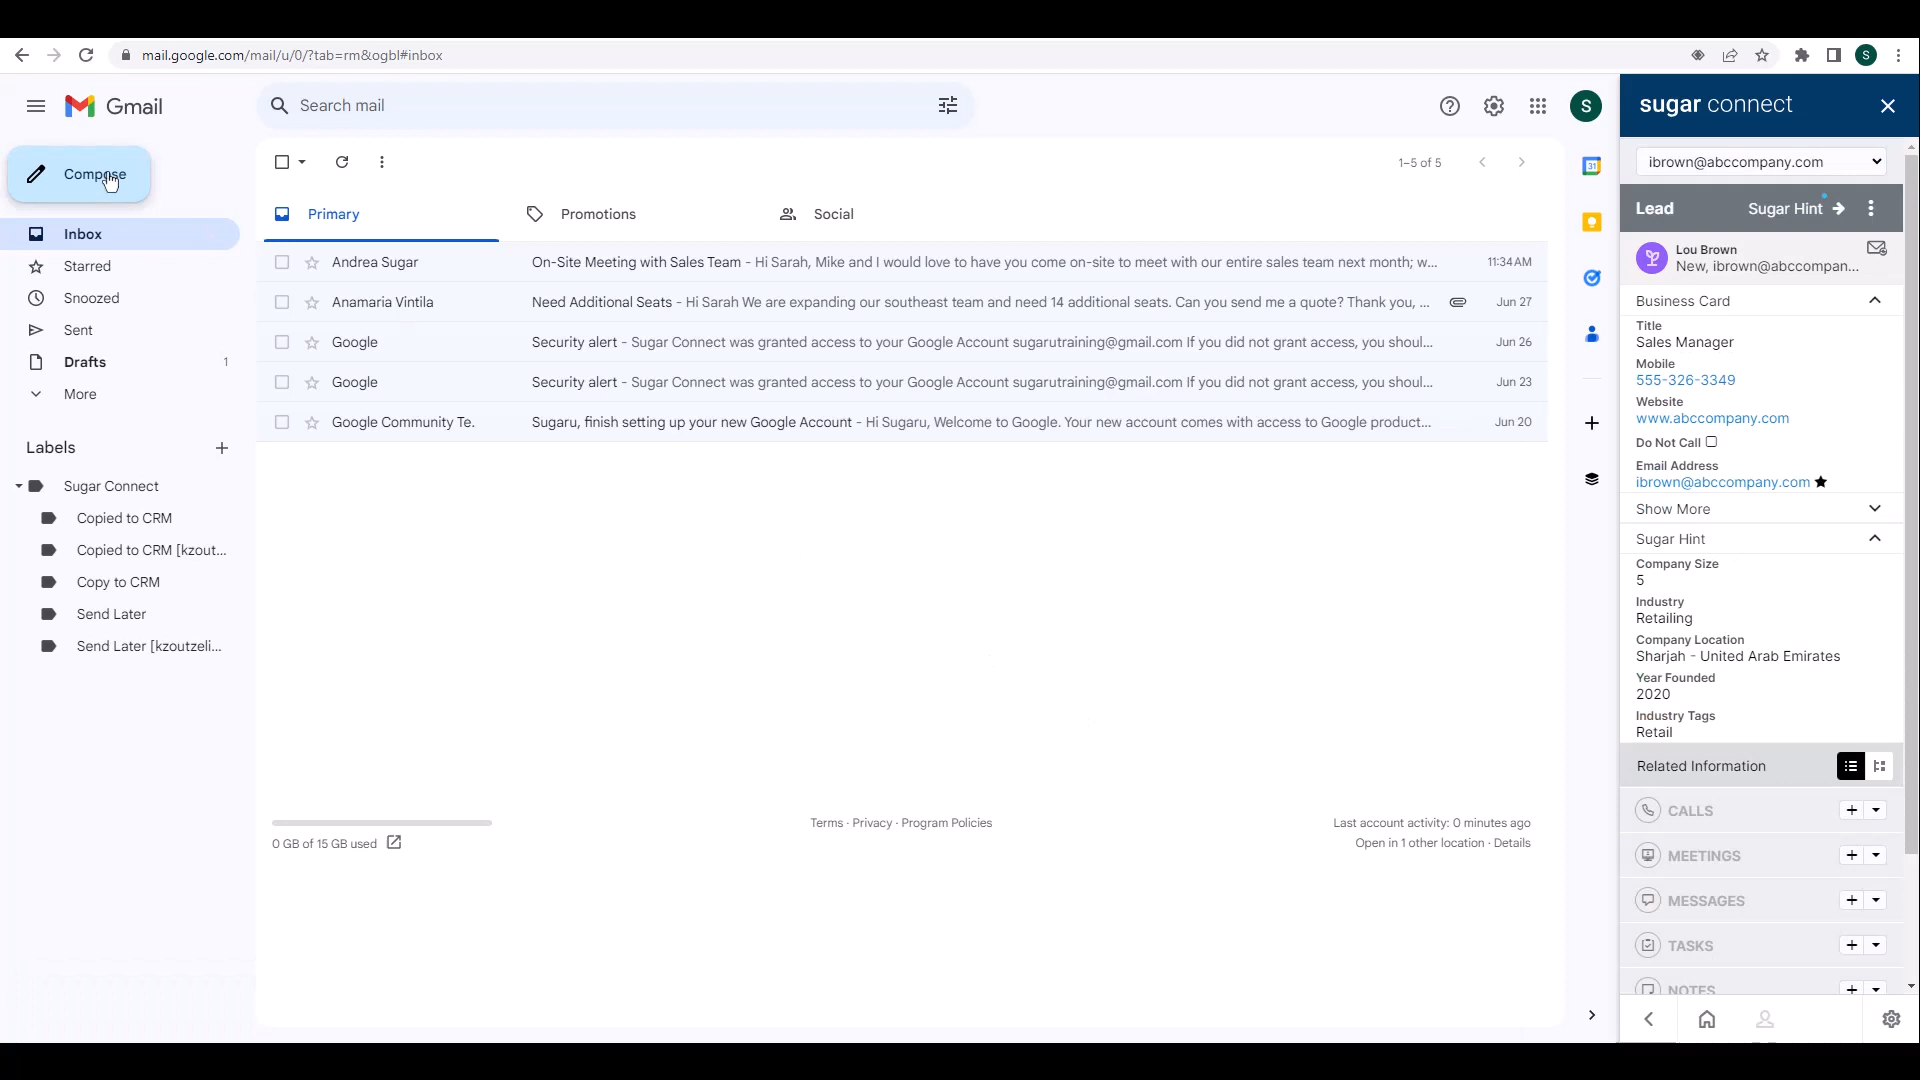 mail.google.com/mail/u/0/?tab=rm&ogbl#inbox
S
Gmail
Search mail
S
sugar connect
Compose
1–5 of 5
31
ibrown@abccompany.com
Inbox
Primary
Promotions
Social
Lead
Sugar Hint
Starred
Andrea Sugar
On-Site Meeting with Sales Team - Hi Sarah, Mike and I would love to have you come on-site to meet with our entire sales team next month; w...
11:34 AM
Lou Brown
New, ibrown@abccompan...
Snoozed
Anamaria Vintila
Need Additional Seats - Hi Sarah We are expanding our southeast team and need 14 additional seats. Can you send me a quote? Thank you, ...
Jun 27
Business Card
Sent
Google
Security alert - Sugar Connect was granted access to your Google Account sugarutraining@gmail.com If you did not grant access, you shoul...
Jun 26
Title
Sales Manager
Drafts
1
Google
Security alert - Sugar Connect was granted access to your Google Account sugarutraining@gmail.com If you did not grant access, you shoul...
Jun 23
Mobile
555-326-3349
More
Google Community Te.
Sugaru, finish setting up your new Google Account - Hi Sugaru, Welcome to Google. Your new account comes with access to Google product...
Jun 20
Website
www.abccompany.com
Do Not Call
Email Address
ibrown@abccompany.com
Show More
Labels
Sugar Connect
Copied to CRM
Copied to CRM [kzout...
Copy to CRM
Send Later
Send Later [kzoutzeli...
Sugar Hint
Company Size
5
Industry
Retailing
Company Location
Sharjah - United Arab Emirates
Year Founded
2020
Industry Tags
Retail
Related Information
CALLS
MEETINGS
MESSAGES
TASKS
NOTES
0 GB of 15 GB used
Terms · Privacy · Program Policies
Last account activity: 0 minutes ago
Open in 1 other location · Details